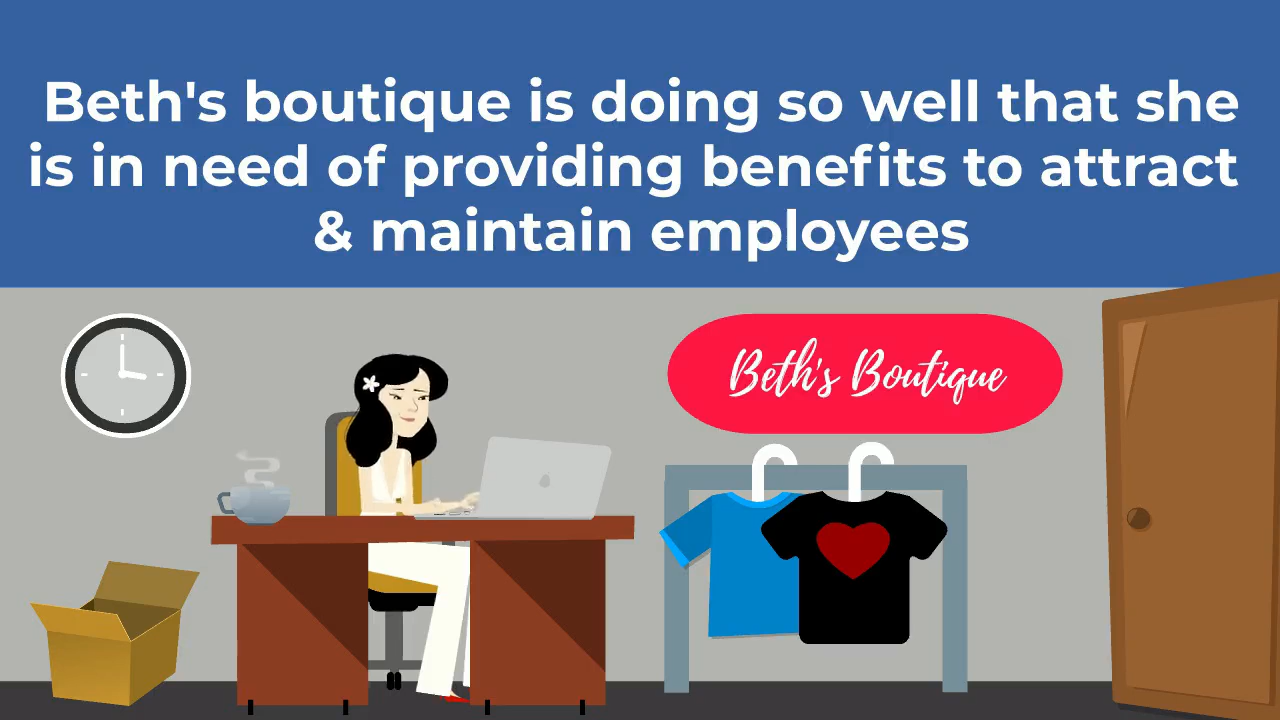 Beth's boutique is doing so well that she
is in need of providing benefits to attract
& maintain employees
Beth's Boutique